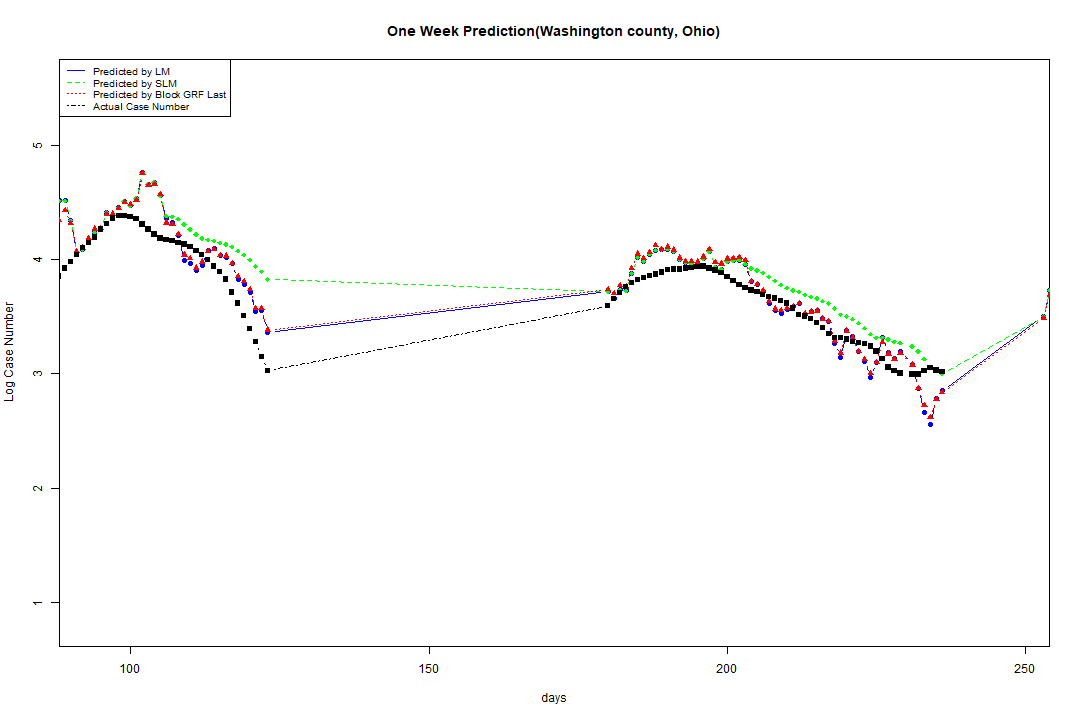 One Week Prediction(Washington county, Ohio)
Predicted by LM
Predicted by SLM
Predicted by Block GRF Last
Actual Case Number
Log Case Number
5
4
3
2
1
100
150
200
250
days